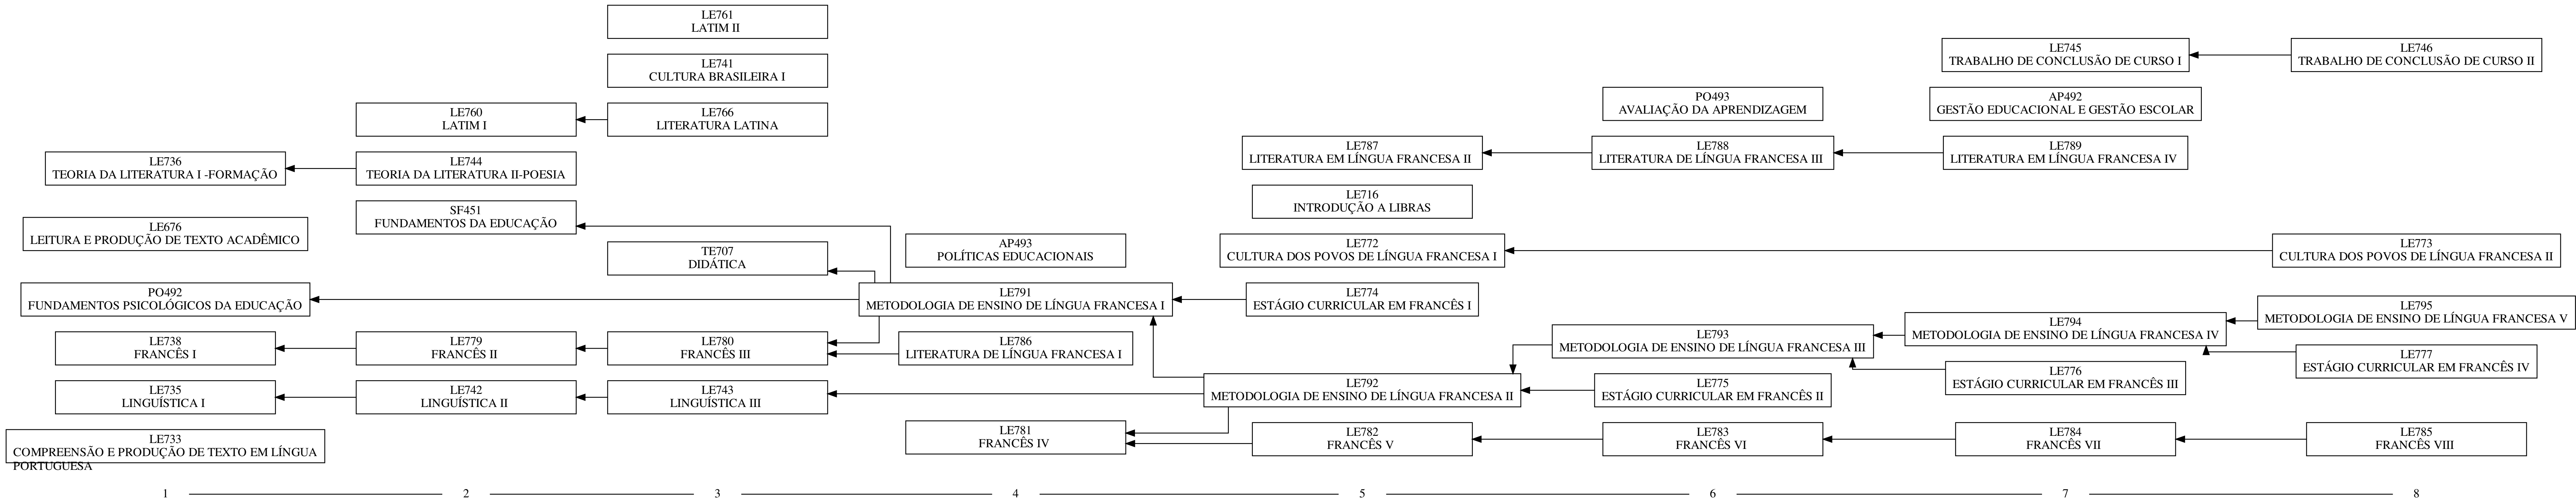 LE736
TEORIA DA LITERATURA I -FORMAÇÃO
LE676
LEITURA E PRODUÇÃO DE TEXTO ACADÊMICO
PO492
FUNDAMENTOS PSICOLÓGICOS DA EDUCAÇÃO
LE738
FRANCÊS I
LE735
LINGUÍSTICA I
LE733
COMPREENSÃO E PRODUÇÃO DE TEXTO EM LÍNGUA
PORTUGUESA
LE760
LATIM I
LE744
TEORIA DA LITERATURA II-POESIA
SF451
FUNDAMENTOS DA EDUCAÇÃO
LE779
FRANCÊS II
LE742
LINGUÍSTICA II
LE761
LATIM II
LE741
CULTURA BRASILEIRA I
LE766
LITERATURA LATINA
TE707
DIDÁTICA
LE780
FRANCÊS III
LE743
LINGUÍSTICA III
AP493
POLÍTICAS EDUCACIONAIS
LE791
METODOLOGIA DE ENSINO DE LÍNGUA FRANCESA I
LE786
LITERATURA DE LÍNGUA FRANCESA I
LE781
FRANCÊS IV
LE787
LITERATURA EM LÍNGUA FRANCESA II
LE716
INTRODUÇÃO A LIBRAS
LE772
CULTURA DOS POVOS DE LÍNGUA FRANCESA I
LE774
ESTÁGIO CURRICULAR EM FRANCÊS I
LE792
METODOLOGIA DE ENSINO DE LÍNGUA FRANCESA II
LE782
FRANCÊS V
PO493
AVALIAÇÃO DA APRENDIZAGEM
LE788
LITERATURA DE LÍNGUA FRANCESA III
LE793
METODOLOGIA DE ENSINO DE LÍNGUA FRANCESA III
LE775
ESTÁGIO CURRICULAR EM FRANCÊS II
LE783
FRANCÊS VI
LE745
TRABALHO DE CONCLUSÃO DE CURSO I
AP492
GESTÃO EDUCACIONAL E GESTÃO ESCOLAR
LE789
LITERATURA EM LÍNGUA FRANCESA IV
LE794
METODOLOGIA DE ENSINO DE LÍNGUA FRANCESA IV
LE776
ESTÁGIO CURRICULAR EM FRANCÊS III
LE784
FRANCÊS VII
LE746
TRABALHO DE CONCLUSÃO DE CURSO II
LE773
CULTURA DOS POVOS DE LÍNGUA FRANCESA II
LE795
METODOLOGIA DE ENSINO DE LÍNGUA FRANCESA V
LE777
ESTÁGIO CURRICULAR EM FRANCÊS IV
LE785
FRANCÊS VIII
1 2 3 4 5 6 7 8